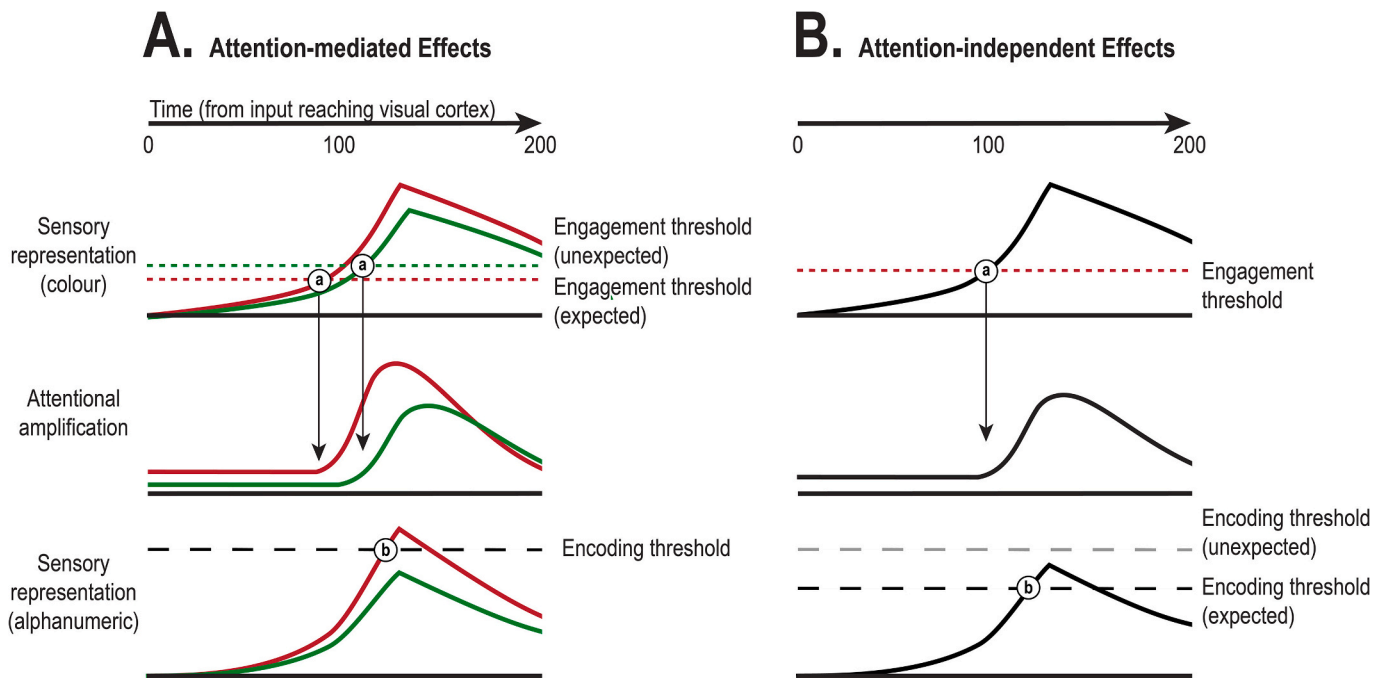 A. Attention-mediated Effects
Time (from input reaching visual cortex)
0 100 200
Sensory
representation
(colour)
a a
Engagement threshold
(unexpected)
Engagement threshold
(expected)
Attentional
amplification
Sensory
representation
(alphanumeric)
b
Encoding threshold
B. Attention-independent Effects
0 100 200
a
Engagement
threshold
Encoding threshold
(unexpected)
b
Encoding threshold
(expected)